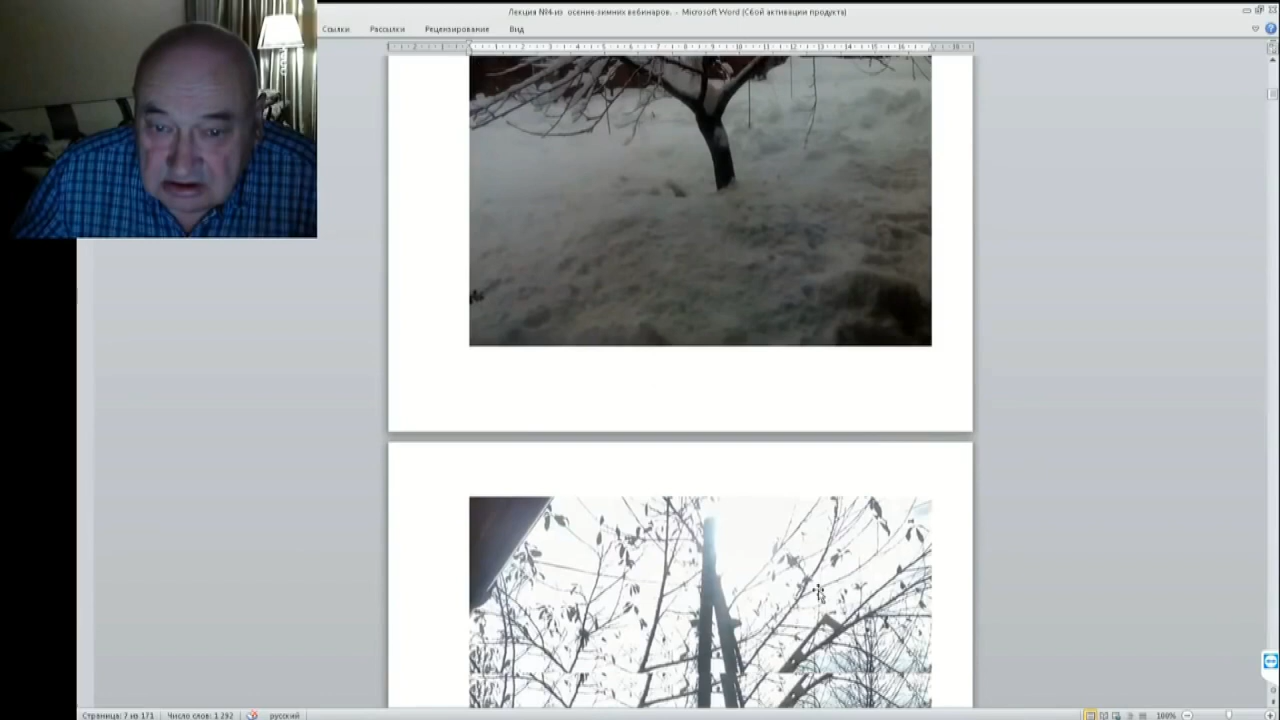 Лекция №4-из осенне-зимних вебинаров. - Microsoft Word (Сбой активации продукта)
Ссылки Рассылки Рецензирование Вид
Страница: 7 из 171 Число слов: 1 292 русский 100%